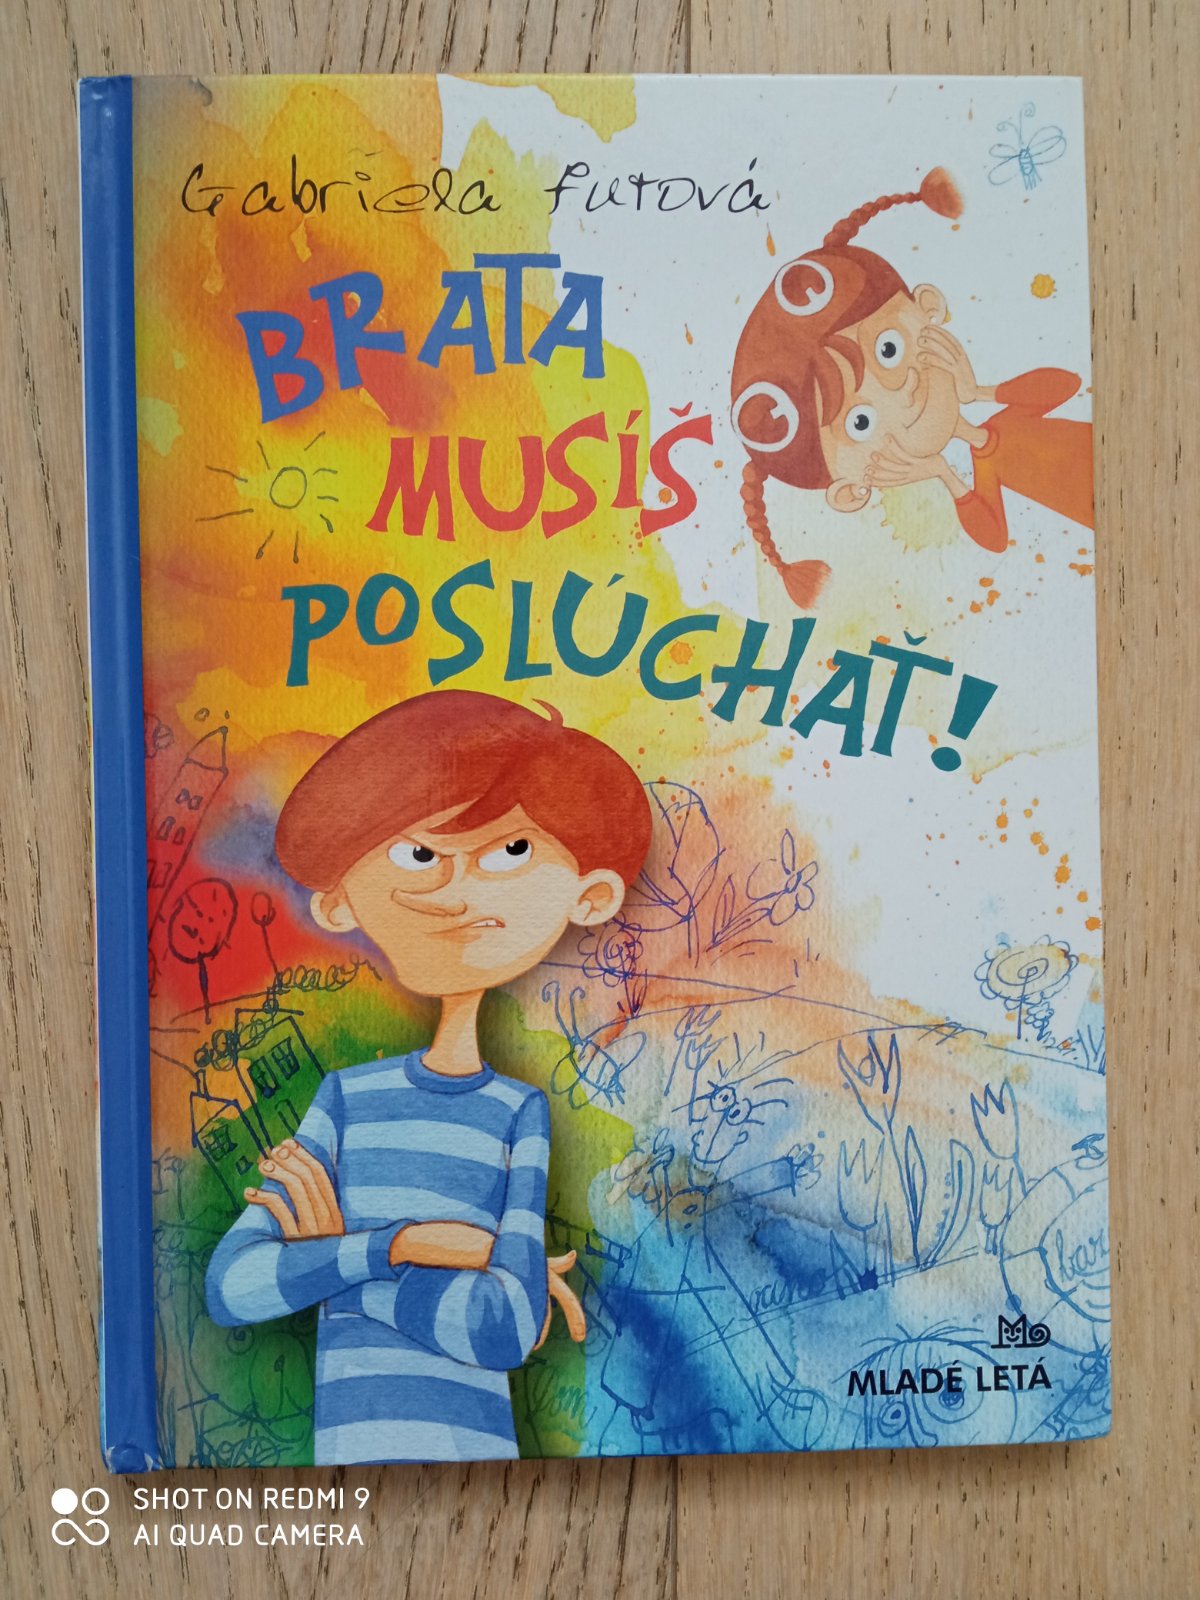 Gabriela Futová
BRATA
MUSÍŠ
POSLÚCHAŤ!
MLADÉ LETÁ
SHOT ON REDMI 9
AI QUAD CAMERA